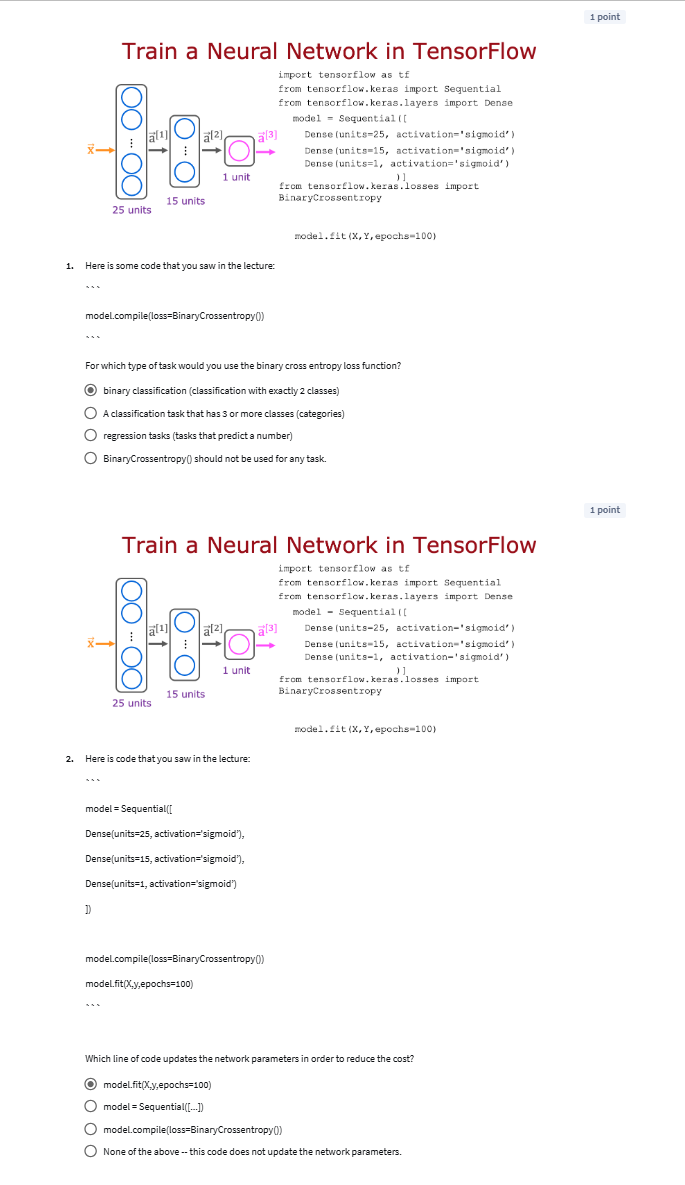 1 point
Train a Neural Network in TensorFlow
import tensorflow as tf
from tensorflow.keras import Sequential
from tensorflow.keras.layers import Dense
model = Sequential([
Dense(units=25, activation='sigmoid')
Dense(units=15, activation='sigmoid')
Dense(units=1, activation='sigmoid')
)]
from tensorflow.keras.losses import
BinaryCrossentropy
model.fit(X,Y,epochs=100)
x⃗
a⃗[1]
a⃗[2]
a⃗[3]
1 unit
15 units
25 units
1. Here is some code that you saw in the lecture:
```
model.compile(loss=BinaryCrossentropy())
```
For which type of task would you use the binary cross entropy loss function?
binary classification (classification with exactly 2 classes)
A classification task that has 3 or more classes (categories)
regression tasks (tasks that predict a number)
BinaryCrossentropy() should not be used for any task.
1 point
Train a Neural Network in TensorFlow
import tensorflow as tf
from tensorflow.keras import Sequential
from tensorflow.keras.layers import Dense
model = Sequential([
Dense(units=25, activation='sigmoid')
Dense(units=15, activation='sigmoid')
Dense(units=1, activation='sigmoid')
)]
from tensorflow.keras.losses import
BinaryCrossentropy
model.fit(X,Y,epochs=100)
x⃗
a⃗[1]
a⃗[2]
a⃗[3]
1 unit
15 units
25 units
2. Here is code that you saw in the lecture:
```
model = Sequential([
Dense(units=25, activation='sigmoid'),
Dense(units=15, activation='sigmoid'),
Dense(units=1, activation='sigmoid')
])
model.compile(loss=BinaryCrossentropy())
model.fit(X,y,epochs=100)
```
Which line of code updates the network parameters in order to reduce the cost?
model.fit(X,y,epochs=100)
model = Sequential([...])
model.compile(loss=BinaryCrossentropy())
None of the above -- this code does not update the network parameters.